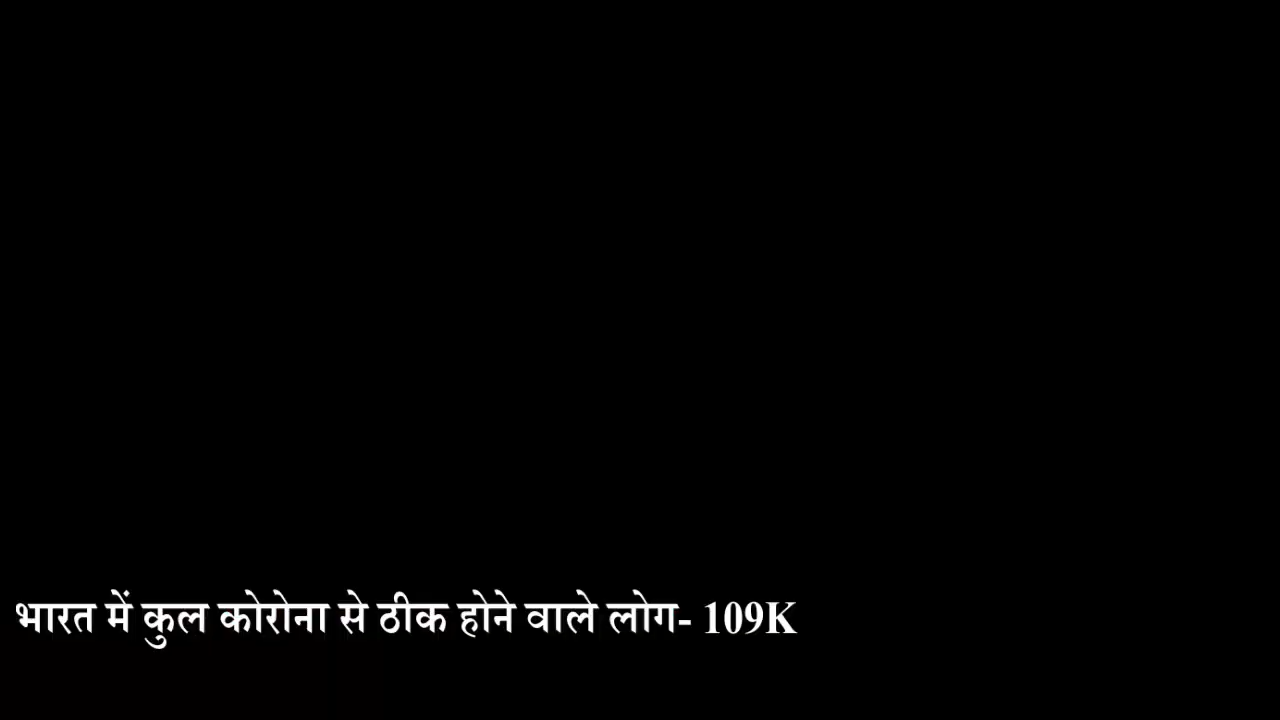 भारत में कुल कोरोना से ठीक होने वाले लोग- 109K